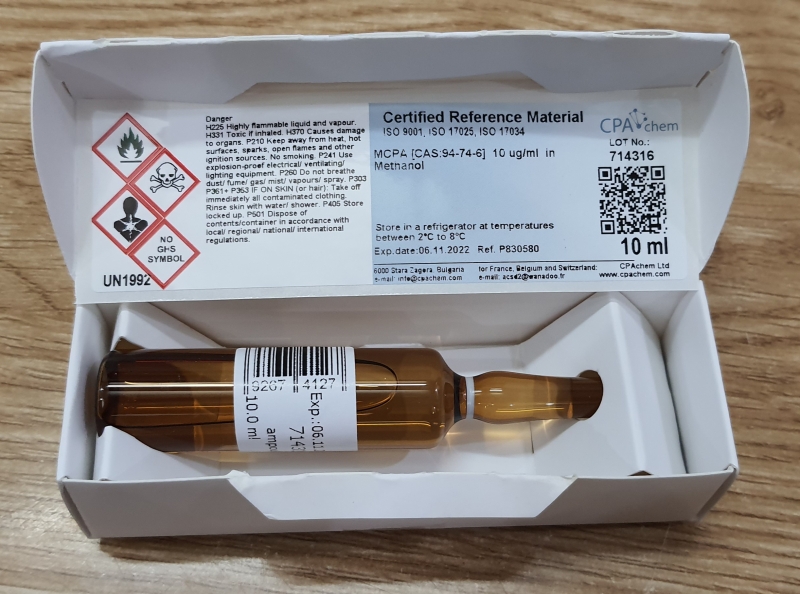 Danger
H225 Highly flammable liquid and vapour.
H331 Toxic if inhaled. H370 Causes damage
to organs. P210 Keep away from heat, hot
surfaces, sparks, open flames and other
ignition sources. No smoking. P241 Use
explosion-proof electrical/ ventilating/
lighting equipment. P260 Do not breathe
dust/ fume/ gas/ mist/ vapours/ spray. P303
P361+ P353 IF ON SKIN (or hair): Take off
immediately all contaminated clothing.
Rinse skin with water/ shower. P405 Store
locked up. P501 Dispose of
contents/container in accordance with
local/ regional/ national/ international
regulations.
NO
GHS
SYMBOL
UN1992
Certified Reference Material
ISO 9001, ISO 17025, ISO 17034
MCPA [CAS:94-74-6] 10 ug/ml in
Methanol
Store in a refrigerator at temperatures
between 2°C to 8°C
Exp.date:06.11.2022 Ref. P830580
6000 Stara Zagora, Bulgaria
e-mail: info@cpachem.com
for France, Belgium and Switzerland:
e-mail: acsd2@wanadoo.fr
CPAchem
LOT No.:
714316
10 ml
CPAchem Ltd
www.cpachem.com
9207 4127
Exp.:06.11
7143
ampo
10.0 ml